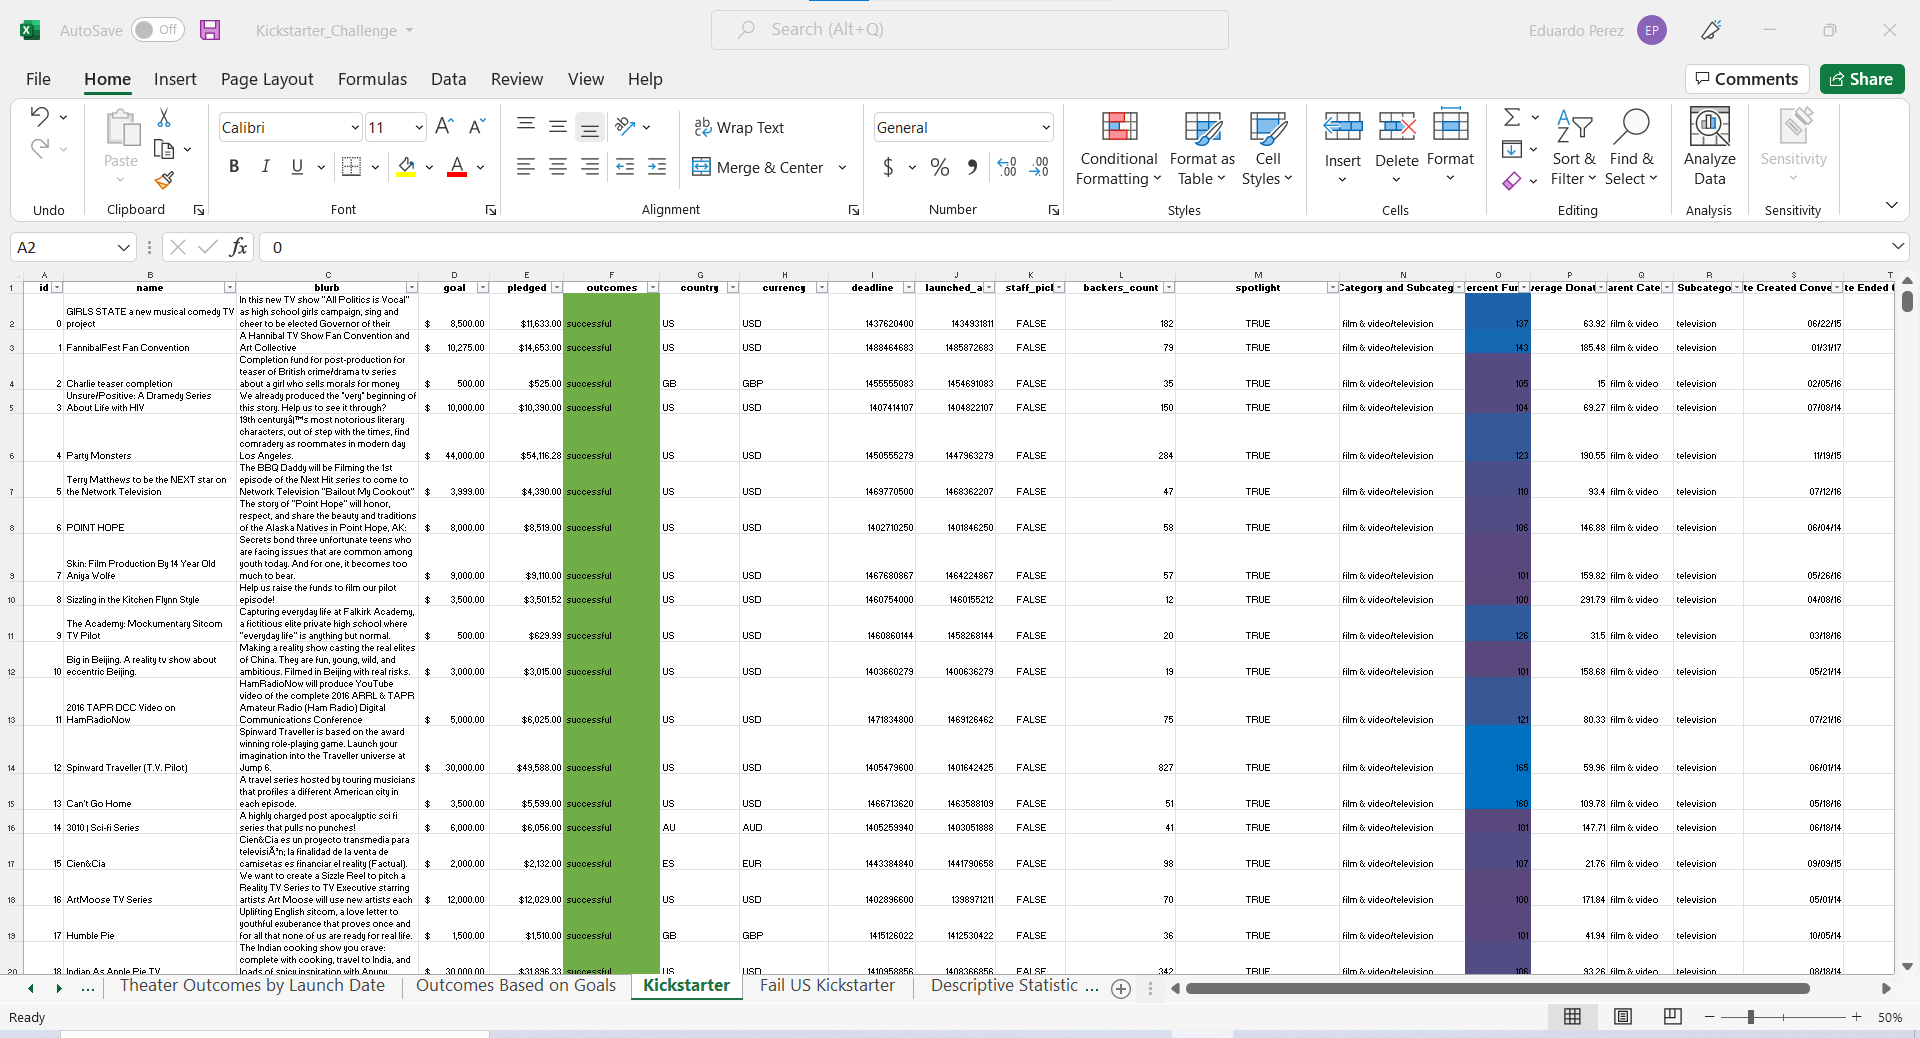 AutoSave Off Kickstarter_Challenge Search (Alt+Q) Eduardo Perez EP
File Home Insert Page Layout Formulas Data Review View Help Comments Share
Paste Calibri 11 Wrap Text General Conditional Formatting Format as Table Cell Styles Insert Delete Format Sort & Filter Find & Select Analyze Data Sensitivity
B I U Merge & Center $ %
Undo Clipboard Font Alignment Number Styles Cells Editing Analysis Sensitivity
A2 fx 0
A B C D E F G H I J K L M N O P Q R S T
1 id name blurb goal pledged outcomes country currency deadline launched_a staff_picl backers_count spotlight Category and Subcateg ercent Fur verage Donat arent Cate Subcatego te Created Conve te Ended
2 0 GIRLS STATE a new musical comedy TV project In this new TV show "All Politics is Vocal" as high school girls campaign, sing and cheer to be elected Governor of their $ 8,500.00 $11,633.00 successful US USD 1437620400 1434931811 FALSE 182 TRUE film & video/television 137 63.92 film & video television 06/22/15
3 1 FannibalFest Fan Convention A Hannibal TV Show Fan Convention and Art Collective $ 10,275.00 $14,653.00 successful US USD 1488464683 1485872683 FALSE 79 TRUE film & video/television 143 185.48 film & video television 01/31/17
4 2 Charlie teaser completion Completion fund for post-production for teaser of British crime/drama tv series about a girl who sells morals for money $ 500.00 $525.00 successful GB GBP 1455555083 1454691083 FALSE 35 TRUE film & video/television 105 15 film & video television 02/05/16
5 3 Unsure/Positive: A Dramedy Series About Life with HIV We already produced the "very" beginning of this story. Help us to see it through? $ 10,000.00 $10,390.00 successful US USD 1407414107 1404822107 FALSE 150 TRUE film & video/television 104 69.27 film & video television 07/08/14
6 4 Party Monsters 19th centuryâ¡™s most notorious literary characters, out of step with the times, find comradery as roommates in modern day Los Angeles. $ 44,000.00 $54,116.28 successful US USD 1450555279 1447963279 FALSE 284 TRUE film & video/television 123 190.55 film & video television 11/19/15
7 5 Terry Matthews to be the NEXT star on the Network Television The BBQ Daddy will be Filming the 1st episode of the Next Hit series to come to Network Television "Bailout My Cookout" $ 3,999.00 $4,390.00 successful US USD 1469770500 1468362207 FALSE 47 TRUE film & video/television 110 93.4 film & video television 07/12/16
8 6 POINT HOPE The story of "Point Hope" will honor, respect, and share the beauty and traditions of the Alaska Natives in Point Hope, AK: $ 8,000.00 $8,519.00 successful US USD 1402710250 1401846250 FALSE 58 TRUE film & video/television 106 146.88 film & video television 06/04/14
9 7 Skin: Film Production By 14 Year Old Aniya Wolfe Secrets bond three unfortunate teens who are facing issues that are common among youth today. And for one, it becomes too much to bear. $ 9,000.00 $9,110.00 successful US USD 1467680867 1464224867 FALSE 57 TRUE film & video/television 101 159.82 film & video television 05/26/16
10 8 Sizzling in the Kitchen Flynn Style Help us raise the funds to film our pilot episode! $ 3,500.00 $3,501.52 successful US USD 1460754000 1460155212 FALSE 12 TRUE film & video/television 100 291.79 film & video television 04/08/16
11 9 The Academy: Mockumentary Sitcom TV Pilot Capturing everyday life at Falkirk Academy, a fictitious elite private high school where "everyday life" is anything but normal. $ 500.00 $629.99 successful US USD 1460860144 1458268144 FALSE 20 TRUE film & video/television 126 31.5 film & video television 03/18/16
12 10 Big in Beijing. A reality tv show about eccentric Beijing. Making a reality show casting the real elites of China. They are fun, young, wild, and ambitious. Filmed in Beijing with real risks. $ 3,000.00 $3,015.00 successful US USD 1403660279 1400636279 FALSE 19 TRUE film & video/television 101 158.68 film & video television 05/21/14
13 11 2016 TAPR DCC Video on HamRadioNow HamRadioNow will produce YouTube video of the complete 2016 ARRL & TAPR Amateur Radio (Ham Radio) Digital Communications Conference $ 5,000.00 $6,025.00 successful US USD 1471834800 1469126462 FALSE 75 TRUE film & video/television 121 80.33 film & video television 07/21/16
14 12 Spinward Traveller (T.V. Pilot) Spinward Traveller is based on the award winning role-playing game. Launch your imagination into the Traveller universe at Jump 6. $ 30,000.00 $49,588.00 successful US USD 1405479600 1401642425 FALSE 827 TRUE film & video/television 165 59.96 film & video television 06/01/14
15 13 Can't Go Home A travel series hosted by touring musicians that profiles a different American city in each episode. $ 3,500.00 $5,599.00 successful US USD 1466713620 1463588109 FALSE 51 TRUE film & video/television 160 109.78 film & video television 05/18/16
16 14 3010 | Sci-fi Series A highly charged post apocalyptic sci fi series that pulls no punches! $ 6,000.00 $6,056.00 successful AU AUD 1405259940 1403051888 FALSE 41 TRUE film & video/television 101 147.71 film & video television 06/18/14
17 15 Cien&Cia Cien&Cia es un proyecto transmedia para televisiÃ³n; la finalidad de la venta de camisetas es financiar el reality (Factual). $ 2,000.00 $2,132.00 successful ES EUR 1443384840 1441790658 FALSE 98 TRUE film & video/television 107 21.76 film & video television 09/09/15
18 16 ArtMoose TV Series We want to create a Sizzle Reel to pitch a Reality TV Series to TV Executive starring artists Art Moose will use new artists each $ 12,000.00 $12,029.00 successful US USD 1402896600 1398971211 FALSE 70 TRUE film & video/television 100 171.84 film & video television 05/01/14
19 17 Humble Pie Uplifting English sitcom, a love letter to youthful exuberance that proves once and for all that none of us are ready for real life. $ 1,500.00 $1,510.00 successful GB GBP 1415126022 1412530422 FALSE 36 TRUE film & video/television 101 41.94 film & video television 10/05/14
20 18 Indian As Apple Pie TV The Indian cooking show you crave: complete with cooking, travel to India, and loads of spicy inspiration with Anupy $ 30,000.00 $31,896.33 successful US USD 1410958856 1408366856 FALSE 342 TRUE film & video/television 106 93.26 film & video television 08/18/14
... Theater Outcomes by Launch Date Outcomes Based on Goals Kickstarter Fail US Kickstarter Descriptive Statistic ...
Ready 50%